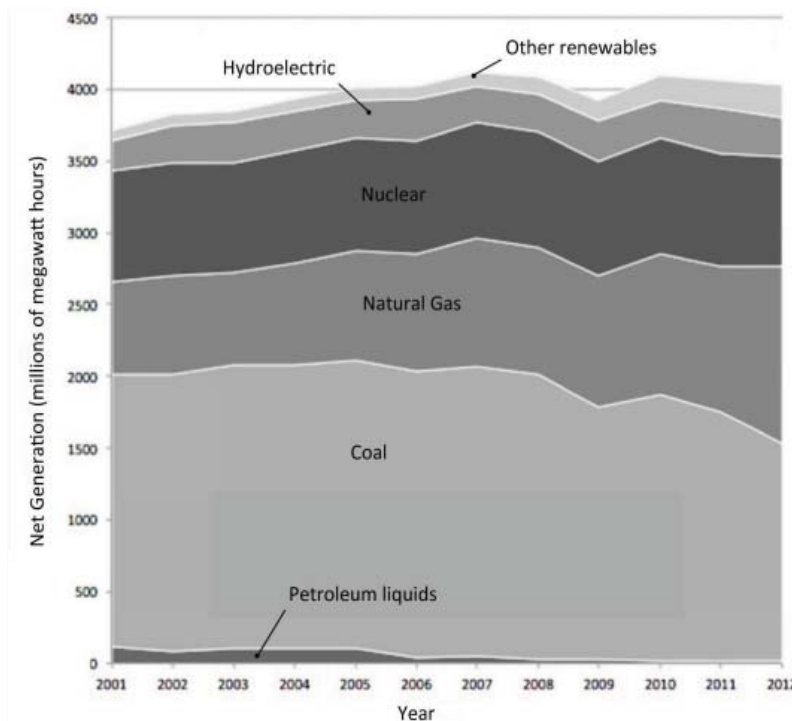 4500
Other renewables
Hydroelectric
4000
3500
Nuclear
3000
2500
Natural Gas
2000
1500
Coal
1000
500
Petroleum liquids
0
Net Generation (millions of megawatt hours)
2001 2002 2003 2004 2005 2006 2007 2008 2009 2010 2011 2012
Year